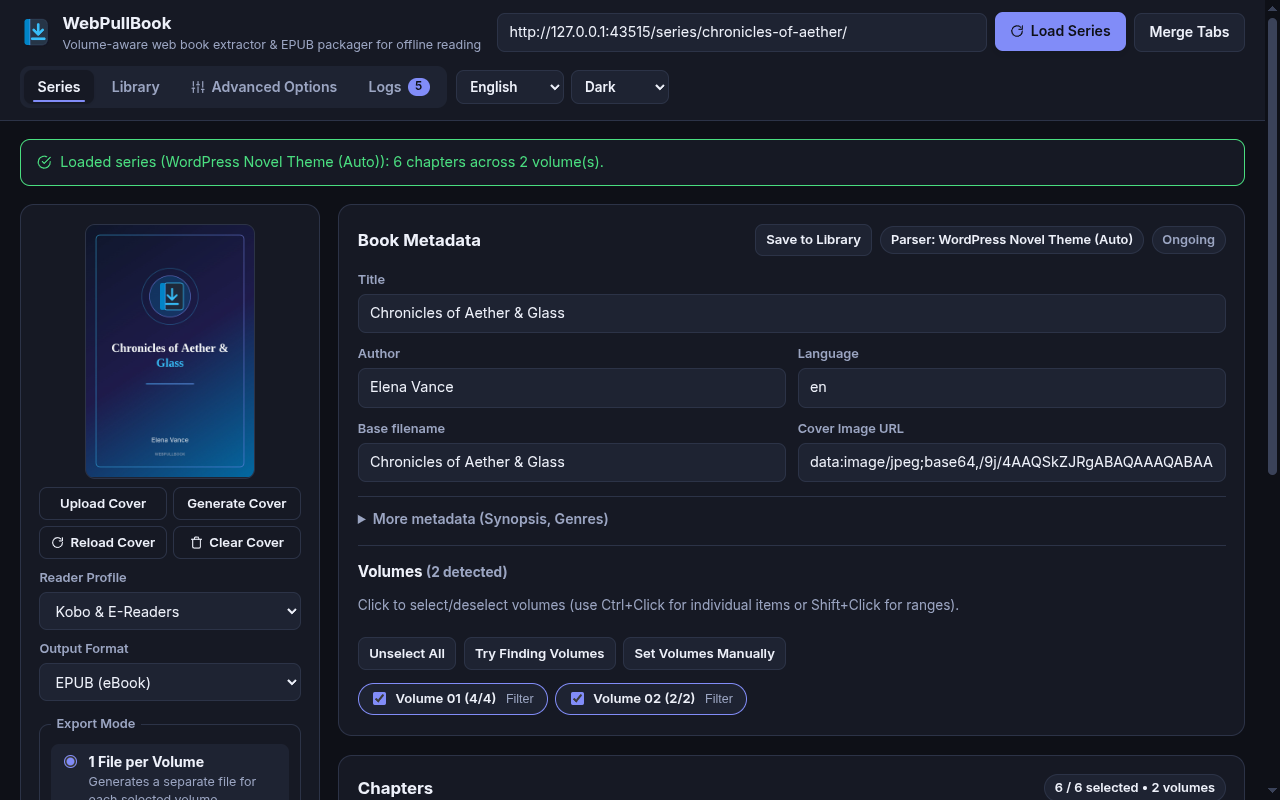 WebPullBook
Volume-aware web book extractor & EPUB packager for offline reading
http://127.0.0.1:43515/series/chronicles-of-aether/
Load Series
Merge Tabs
Series
Library
Advanced Options
Logs 5
English
Dark
Loaded series (WordPress Novel Theme (Auto)): 6 chapters across 2 volume(s).
Chronicles of Aether &
Glass
Elena Vance
WEBPULLBOOK
Upload Cover
Generate Cover
Reload Cover
Clear Cover
Reader Profile
Kobo & E-Readers
Output Format
EPUB (eBook)
Export Mode
1 File per Volume
Generates a separate file for
each selected volume
Book Metadata
Save to Library
Parser: WordPress Novel Theme (Auto)
Ongoing
Title
Chronicles of Aether & Glass
Author
Language
Elena Vance
en
Base filename
Cover Image URL
Chronicles of Aether & Glass
data:image/jpeg;base64,/9j/4AAQSkZJRgABAQAAAQABAA
More metadata (Synopsis, Genres)
Volumes (2 detected)
Click to select/deselect volumes (use Ctrl+Click for individual items or Shift+Click for ranges).
Unselect All
Try Finding Volumes
Set Volumes Manually
Volume 01 (4/4) Filter
Volume 02 (2/2) Filter
Chapters
6 / 6 selected • 2 volumes